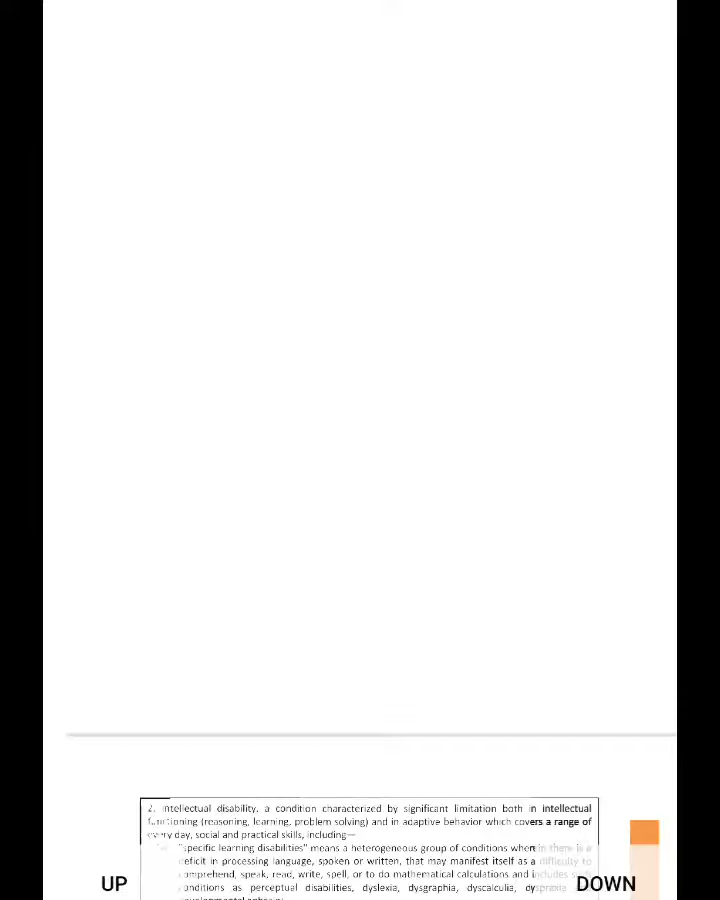 2. Intellectual disability, a condition characterized by significant limitation both in intellectual
functioning (reasoning, learning, problem solving) and in adaptive behavior which covers a range of
every day, social and practical skills, including—
"specific learning disabilities" means a heterogeneous group of conditions wherein there is a
deficit in processing language, spoken or written, that may manifest itself as a difficulty to
comprehend, speak, read, write, spell, or to do mathematical calculations and includes such
conditions as perceptual disabilities, dyslexia, dysgraphia, dyscalculia, dyspraxia
UP DOWN